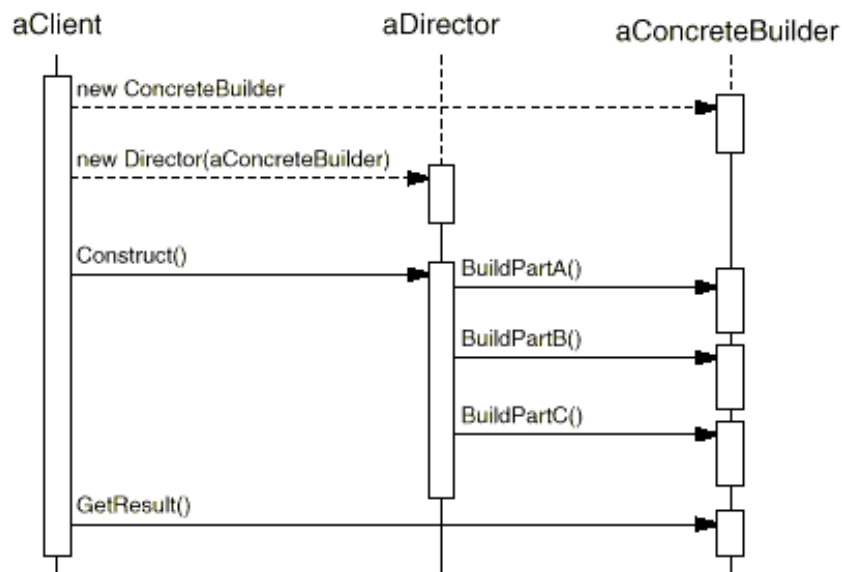 aClient
aDirector
aConcreteBuilder
new ConcreteBuilder
new Director(aConcreteBuilder)
Construct()
BuildPartA()
BuildPartB()
BuildPartC()
GetResult()